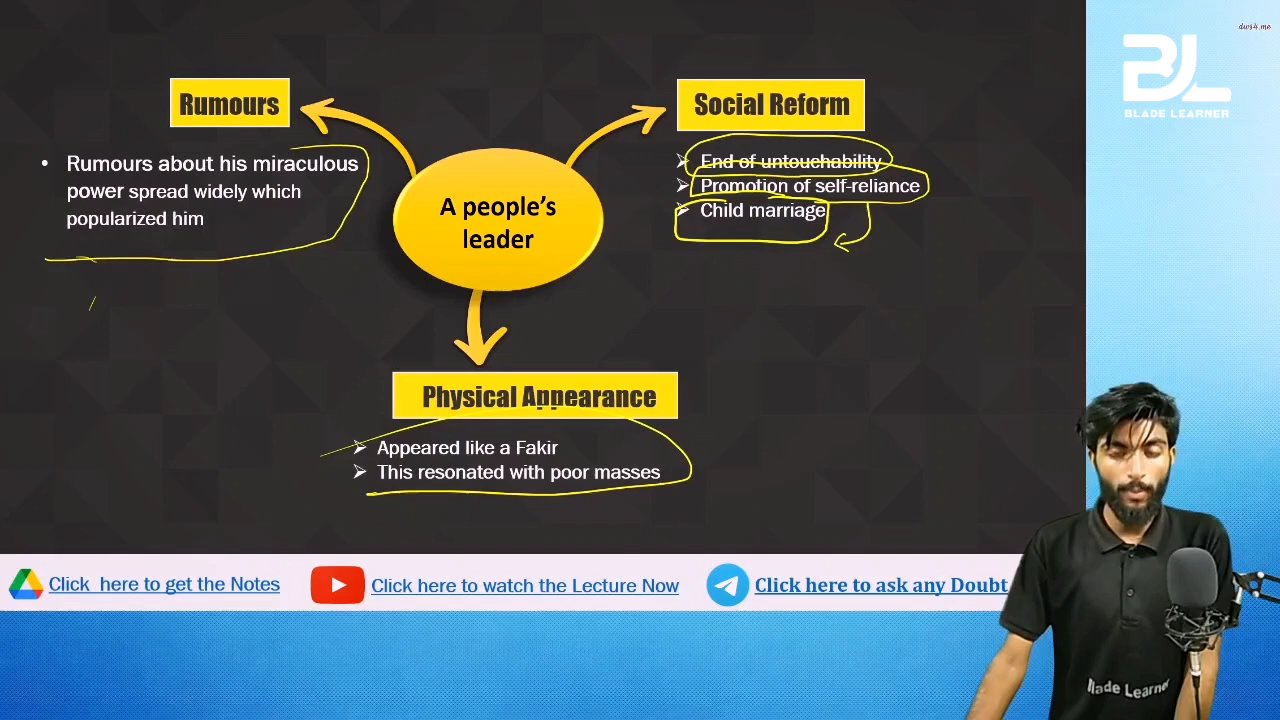 dws4.me
BL
BLADE LEARNER
Rumours
Social Reform
• Rumours about his miraculous
power spread widely which
popularized him
A people's
leader
➢ End of untouchability
➢ Promotion of self-reliance
➢ Child marriage
Physical Appearance
➢ Appeared like a Fakir
➢ This resonated with poor masses
Click here to get the Notes
Click here to watch the Lecture Now
Click here to ask any Doubt
Blade Learner